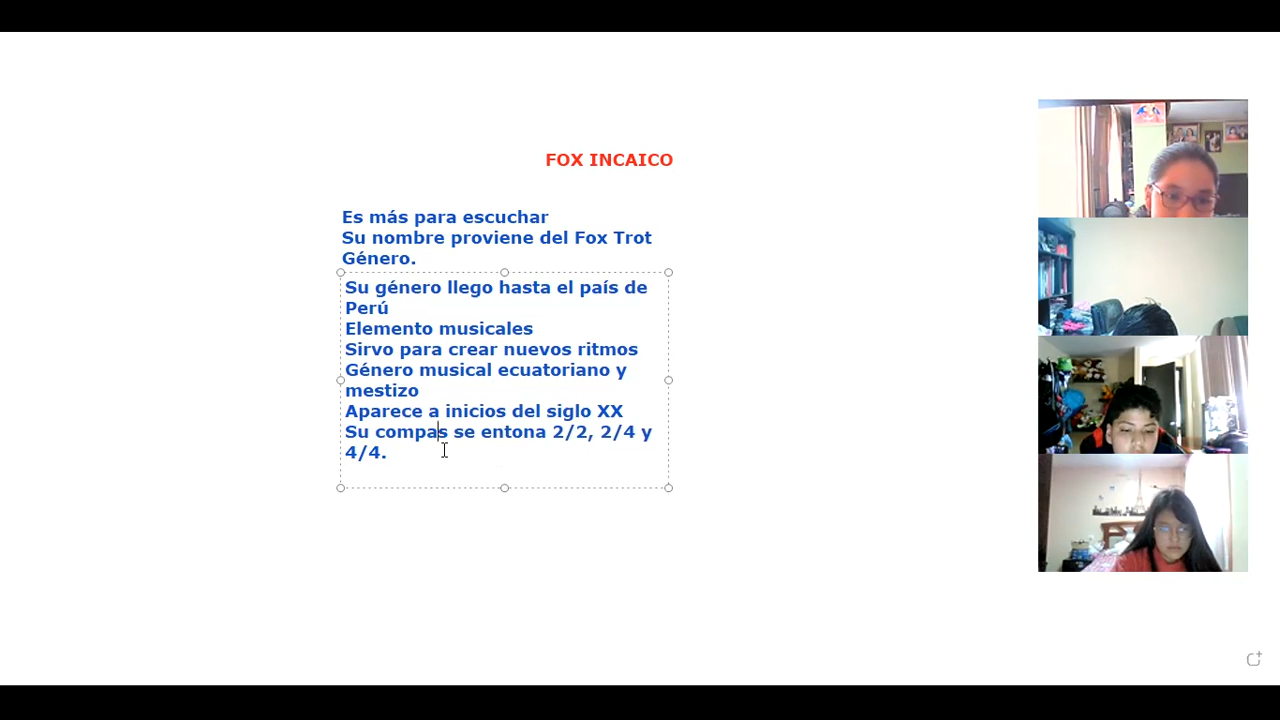 FOX INCAICO
Es más para escuchar
Su nombre proviene del Fox Trot
Género.
Su género llego hasta el país de
Perú
Elemento musicales
Sirvo para crear nuevos ritmos
Género musical ecuatoriano y
mestizo
Aparece a inicios del siglo XX
Su compas se entona 2/2, 2/4 y
4/4.